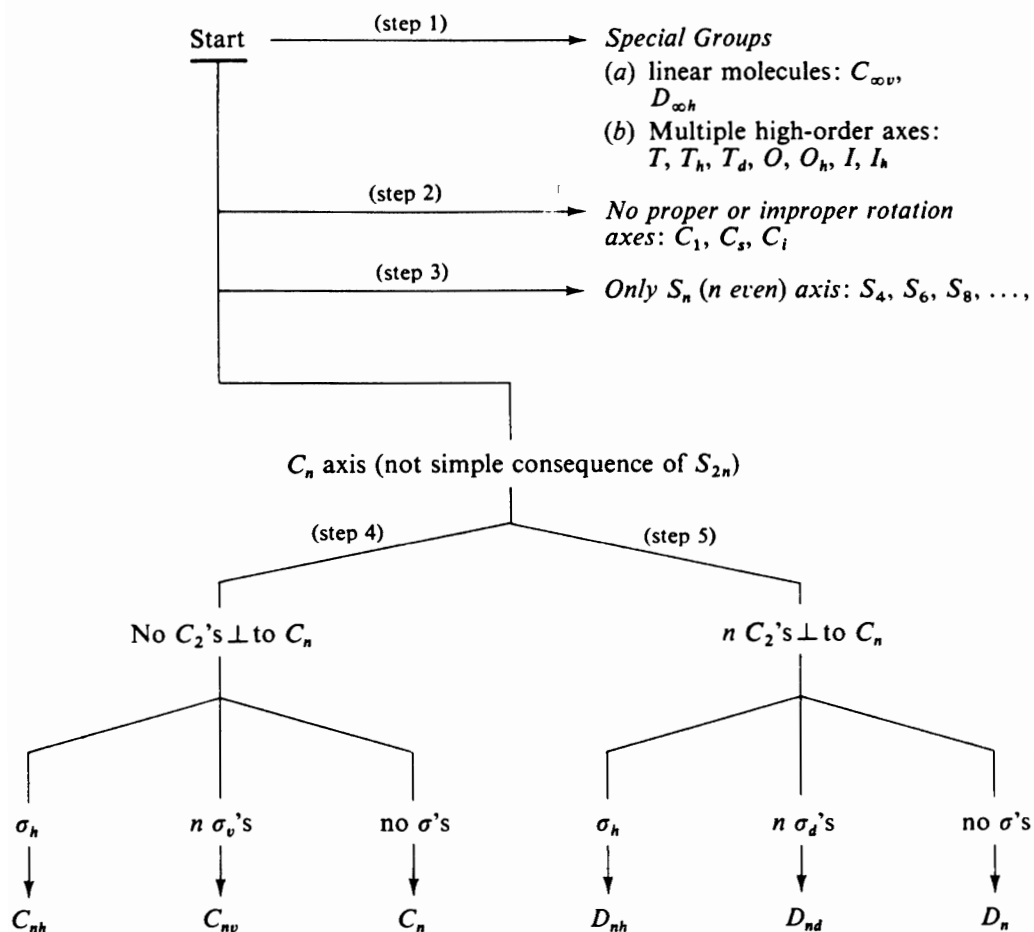 Start
(step 1)
Special Groups
(a) linear molecules: C∞v,
D∞h
(b) Multiple high-order axes:
T, Th, Td, O, Oh, I, Ih
(step 2)
No proper or improper rotation
axes: C1, Cs, Ci
(step 3)
Only Sn (n even) axis: S4, S6, S8, ...,
Cn axis (not simple consequence of S2n)
(step 4)
(step 5)
No C2's ⊥ to Cn
n C2's ⊥ to Cn
σh
n σv's
no σ's
σh
n σd's
no σ's
Cnh
Cnv
Cn
Dnh
Dnd
Dn